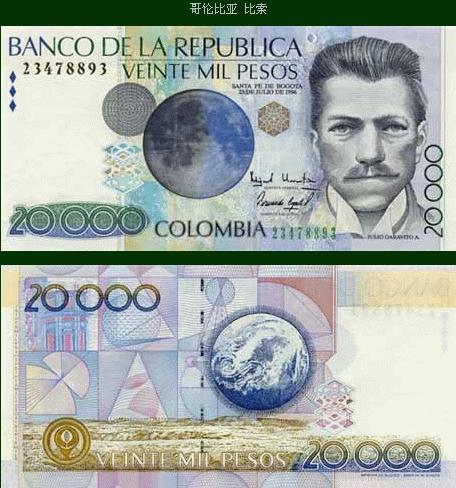 哥伦比亚 比索
BANCO DE LA REPUBLICA
23478893
VEINTE MIL PESOS
SANTA FE DE BOGOTA
23 DE JULIO DE 1996
20000
COLOMBIA
23478893
JULIO GARAVITO A.
20000
20000
VEINTE MIL PESOS
20000